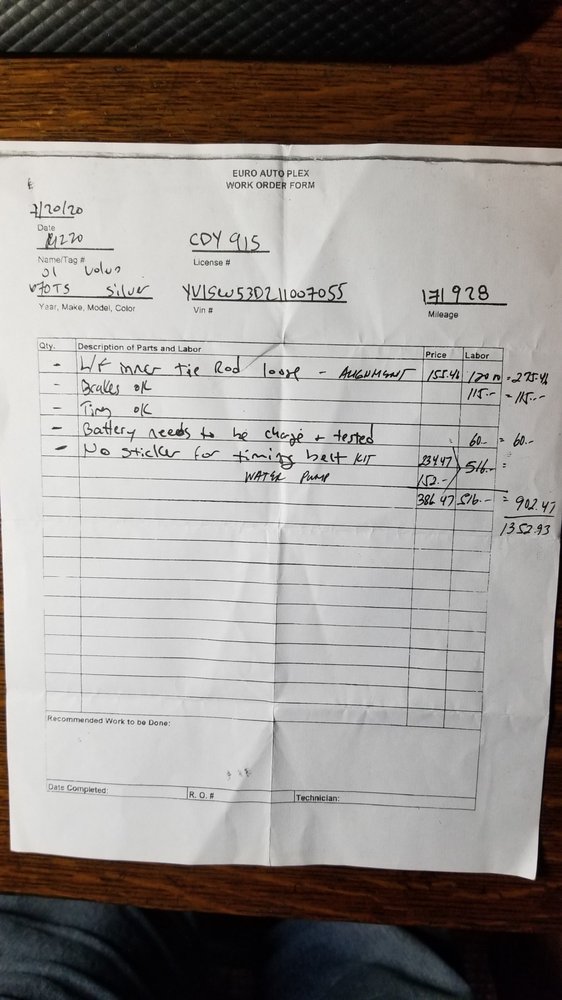 EURO AUTO PLEX
WORK ORDER FORM
7/20/20
Date
M220
CDY 915
Name/Tag #
License #
01 Volvo
V70T5 Silver
YV1SW53D211007055
171928
Year, Make, Model, Color
Vin #
Mileage
Qty. Description of Parts and Labor Price Labor
- L/F inner tie Rod loose - ALIGNMENT 155.46 120 = 275.46
- Brakes ok 115.- = 115.-
- Tires ok
- Battery needs to be charge + tested 60.- = 60.-
- No sticker for timing belt KIT 234.47 516.- =
WATER PUMP 152.-
386.47 516.- = 902.47
1352.93
Recommended Work to be Done:
Date Completed: R. O. # Technician: